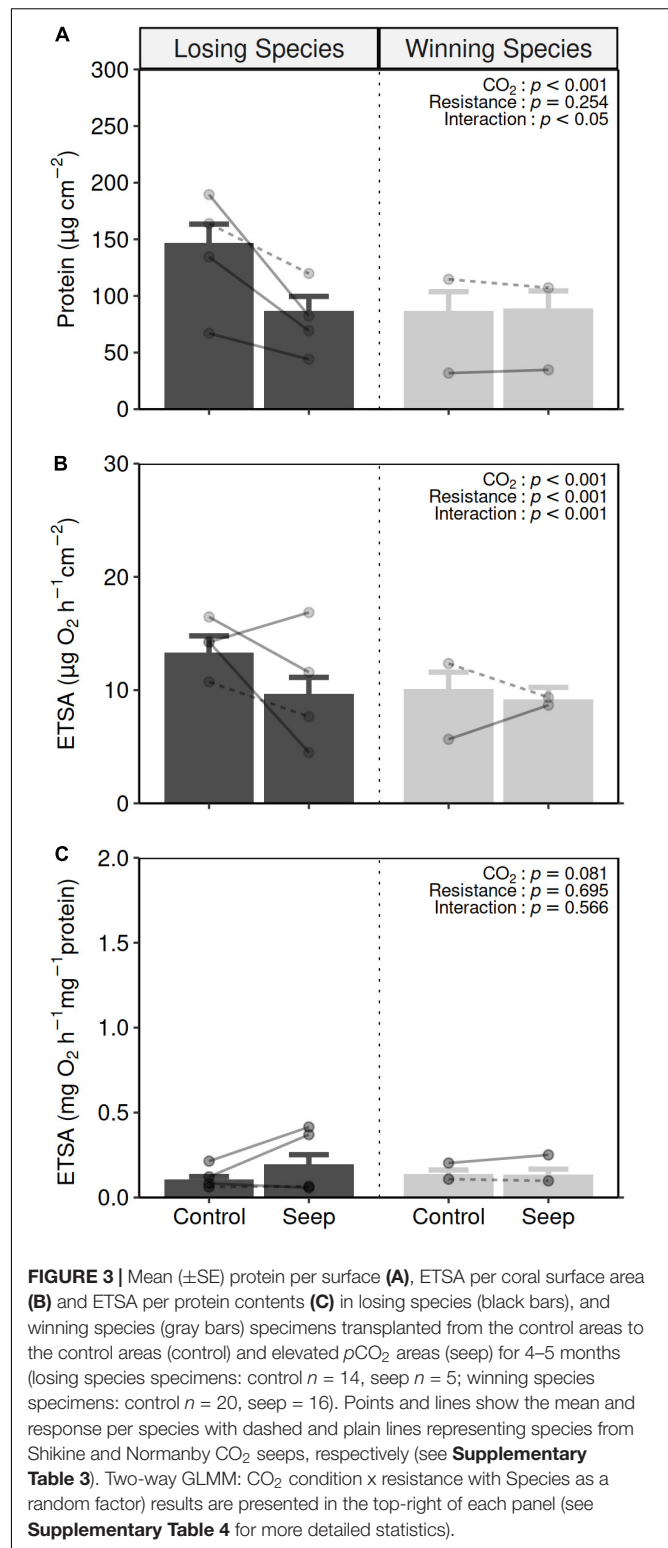 A
Losing Species
Winning Species
300
250
200
150
100
50
0
Protein (µg cm⁻²)
CO₂ : p < 0.001
Resistance : p = 0.254
Interaction : p < 0.05
B
30
20
10
0
ETSA (µg O₂ h⁻¹cm⁻²)
CO₂ : p < 0.001
Resistance : p < 0.001
Interaction : p < 0.001
C
2.0
1.5
1.0
0.5
0.0
ETSA (mg O₂ h⁻¹mg⁻¹protein)
CO₂ : p = 0.081
Resistance : p = 0.695
Interaction : p = 0.566
Control Seep Control Seep
FIGURE 3 | Mean (±SE) protein per surface (A), ETSA per coral surface area
(B) and ETSA per protein contents (C) in losing species (black bars), and
winning species (gray bars) specimens transplanted from the control areas to
the control areas (control) and elevated pCO₂ areas (seep) for 4–5 months
(losing species specimens: control n = 14, seep n = 5; winning species
specimens: control n = 20, seep = 16). Points and lines show the mean and
response per species with dashed and plain lines representing species from
Shikine and Normanby CO₂ seeps, respectively (see Supplementary
Table 3). Two-way GLMM: CO₂ condition x resistance with Species as a
random factor) results are presented in the top-right of each panel (see
Supplementary Table 4 for more detailed statistics).